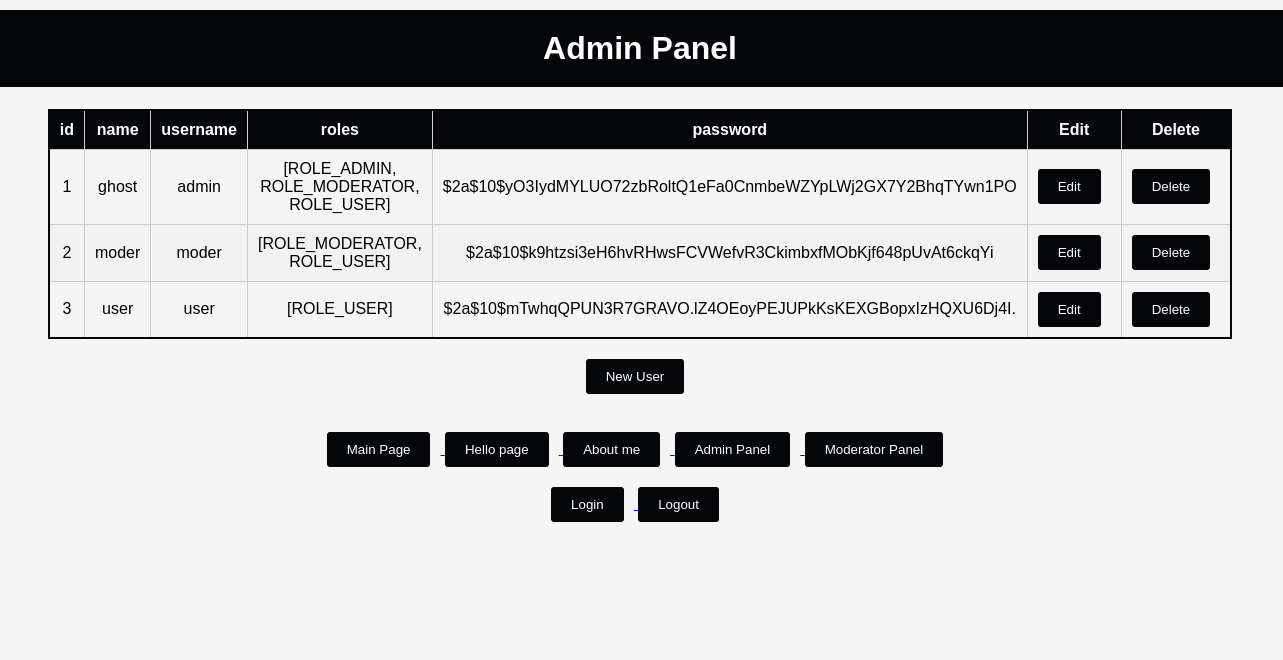 Admin Panel
id name username roles password Edit Delete
1 ghost admin [ROLE_ADMIN, ROLE_MODERATOR, ROLE_USER] $2a$10$yO3IydMYLUO72zbRoltQ1eFa0CnmbeWZYpLWj2GX7Y2BhqTYwn1PO Edit Delete
2 moder moder [ROLE_MODERATOR, ROLE_USER] $2a$10$k9htzsi3eH6hvRHwsFCVWefvR3CkimbxfMObKjf648pUvAt6ckqYi Edit Delete
3 user user [ROLE_USER] $2a$10$mTwhqQPUN3R7GRAVO.lZ4OEoyPEJUPkKsKEXGBopxIzHQXU6Dj4I. Edit Delete
New User
Main Page Hello page About me Admin Panel Moderator Panel
Login Logout